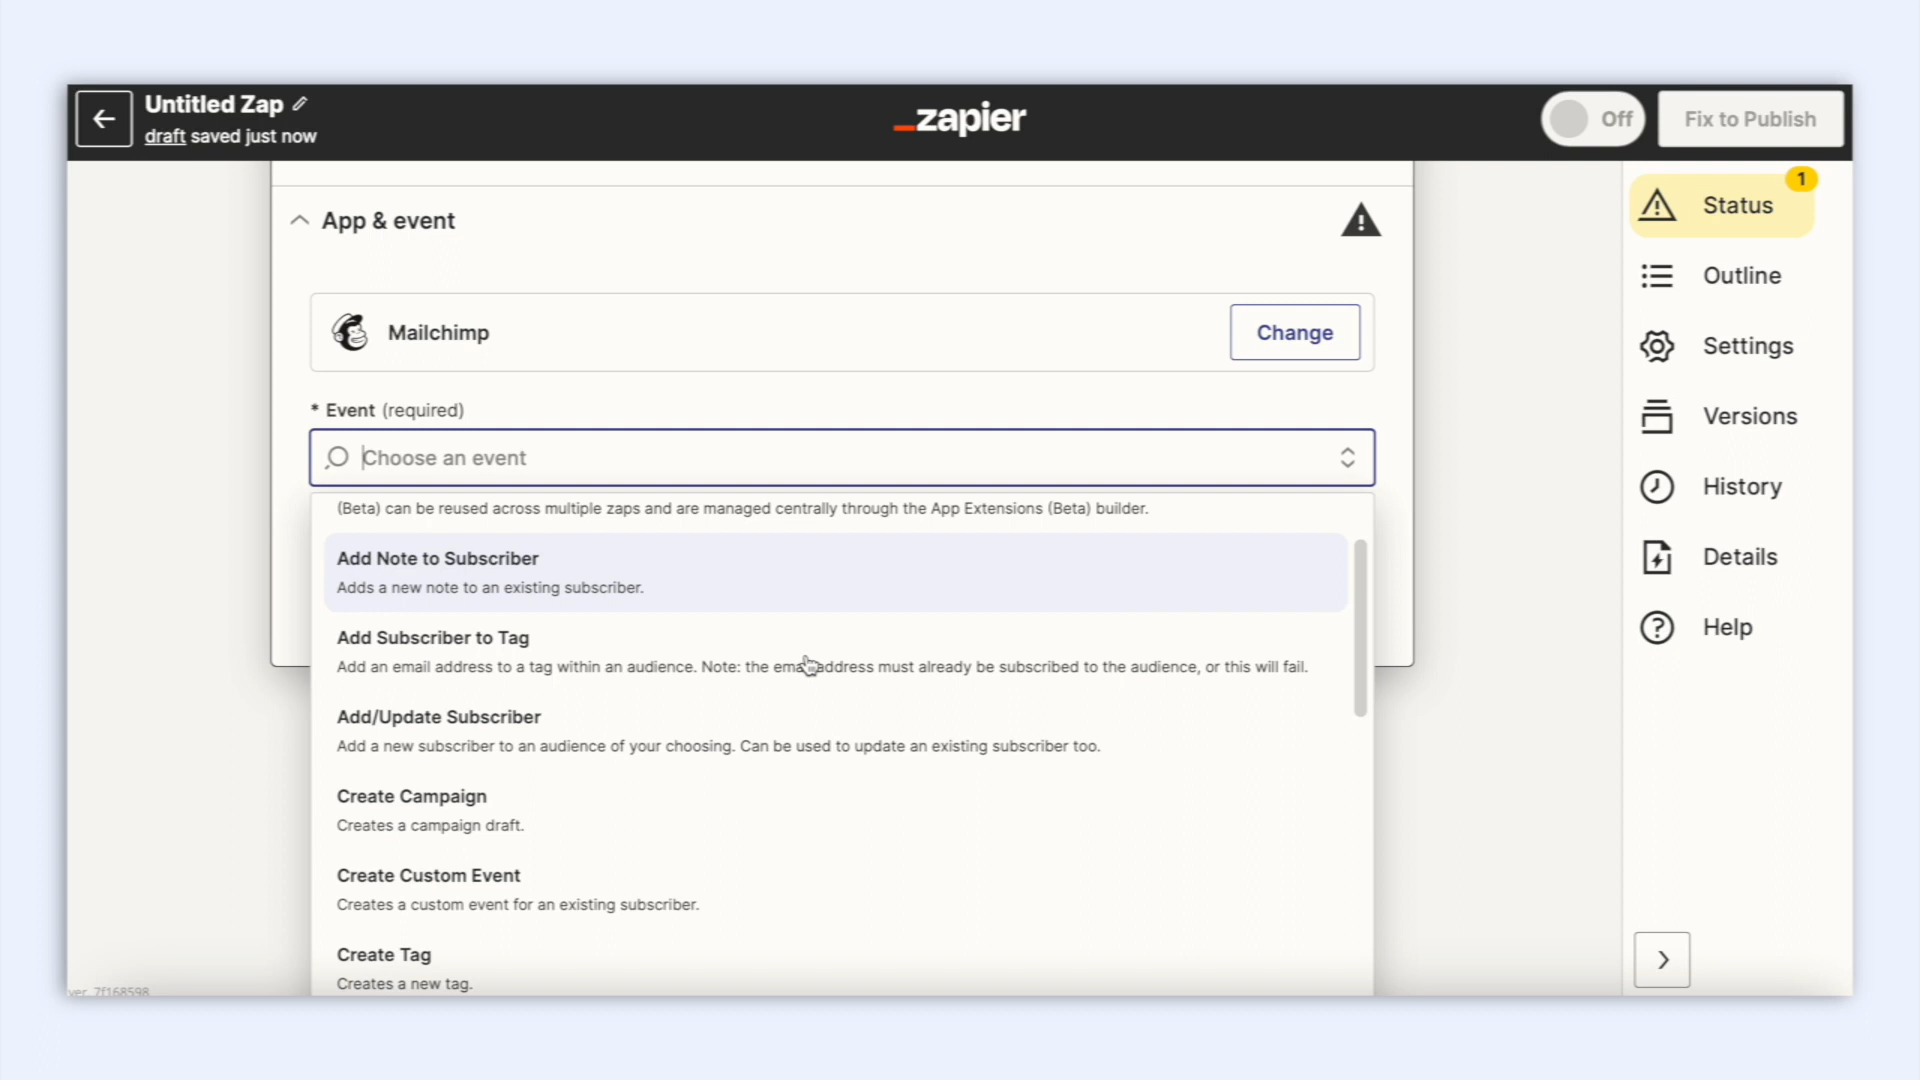 Untitled Zap
draft saved just now
zapier
Off
Fix to Publish
App & event
Mailchimp
Change
* Event (required)
Choose an event
(Beta) can be reused across multiple zaps and are managed centrally through the App Extensions (Beta) builder.
Add Note to Subscriber
Adds a new note to an existing subscriber.
Add Subscriber to Tag
Add an email address to a tag within an audience. Note: the email address must already be subscribed to the audience, or this will fail.
Add/Update Subscriber
Add a new subscriber to an audience of your choosing. Can be used to update an existing subscriber too.
Create Campaign
Creates a campaign draft.
Create Custom Event
Creates a custom event for an existing subscriber.
Create Tag
Creates a new tag.
1
Status
Outline
Settings
Versions
History
Details
Help
ver. 7f168598